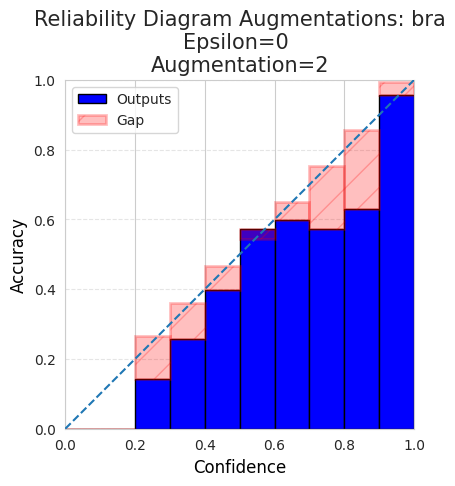 Reliability Diagram Augmentations: bra
Epsilon=0
Augmentation=2
Outputs
Gap
1.0
0.8
0.6
0.4
0.2
0.0
Accuracy
0.0 0.2 0.4 0.6 0.8 1.0
Confidence